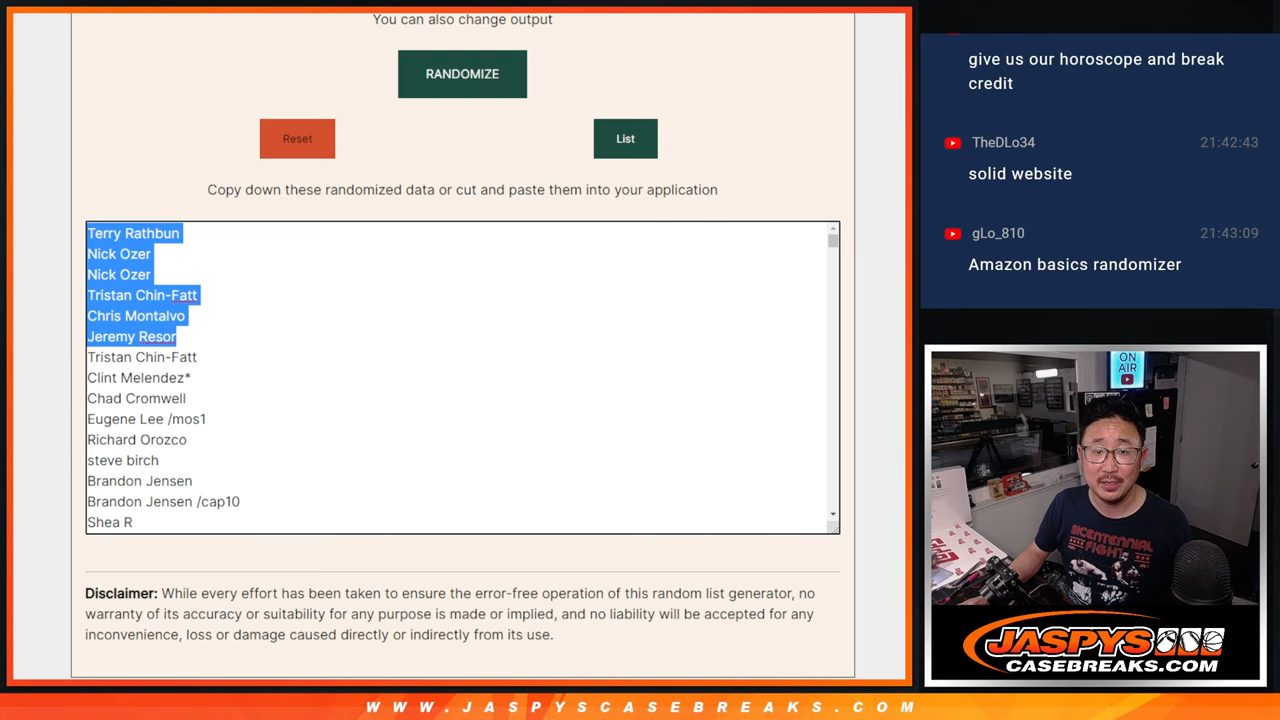 You can also change output
RANDOMIZE
Reset
List
Copy down these randomized data or cut and paste them into your application
Terry Rathbun
Nick Ozer
Nick Ozer
Tristan Chin-Fatt
Chris Montalvo
Jeremy Resor
Tristan Chin-Fatt
Clint Melendez*
Chad Cromwell
Eugene Lee /mos1
Richard Orozco
steve birch
Brandon Jensen
Brandon Jensen /cap10
Shea R
Disclaimer: While every effort has been taken to ensure the error-free operation of this random list generator, no
warranty of its accuracy or suitability for any purpose is made or implied, and no liability will be accepted for any
inconvenience, loss or damage caused directly or indirectly from its use.
give us our horoscope and break
credit
TheDLo34 21:42:43
solid website
gLo_810 21:43:09
Amazon basics randomizer
ON
AIR
BICENTENNIAL
FIGHT
JASPYS
CASEBREAKS.COM
WWW.JASPYSCASEBREAKS.COM